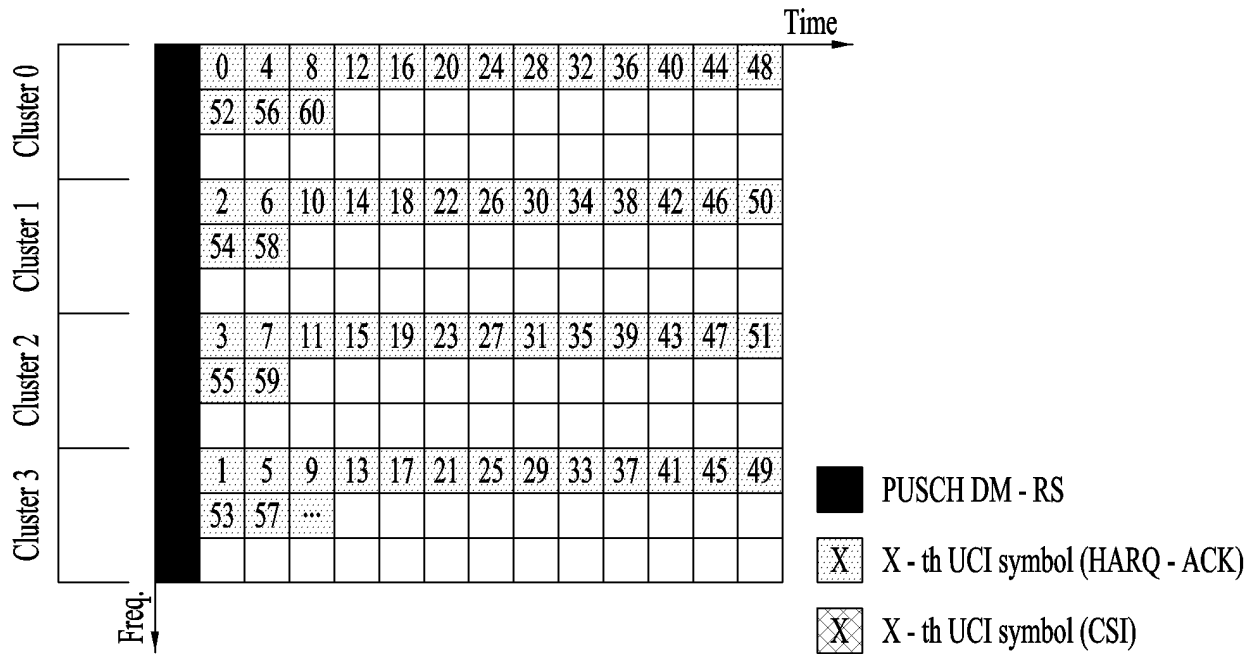 Time
Cluster 0
0 4 8 12 16 20 24 28 32 36 40 44 48
52 56 60
Cluster 1
2 6 10 14 18 22 26 30 34 38 42 46 50
54 58
Cluster 2
3 7 11 15 19 23 27 31 35 39 43 47 51
55 59
Cluster 3
1 5 9 13 17 21 25 29 33 37 41 45 49
53 57 ...
Freq.
PUSCH DM - RS
X X - th UCI symbol (HARQ - ACK)
X X - th UCI symbol (CSI)